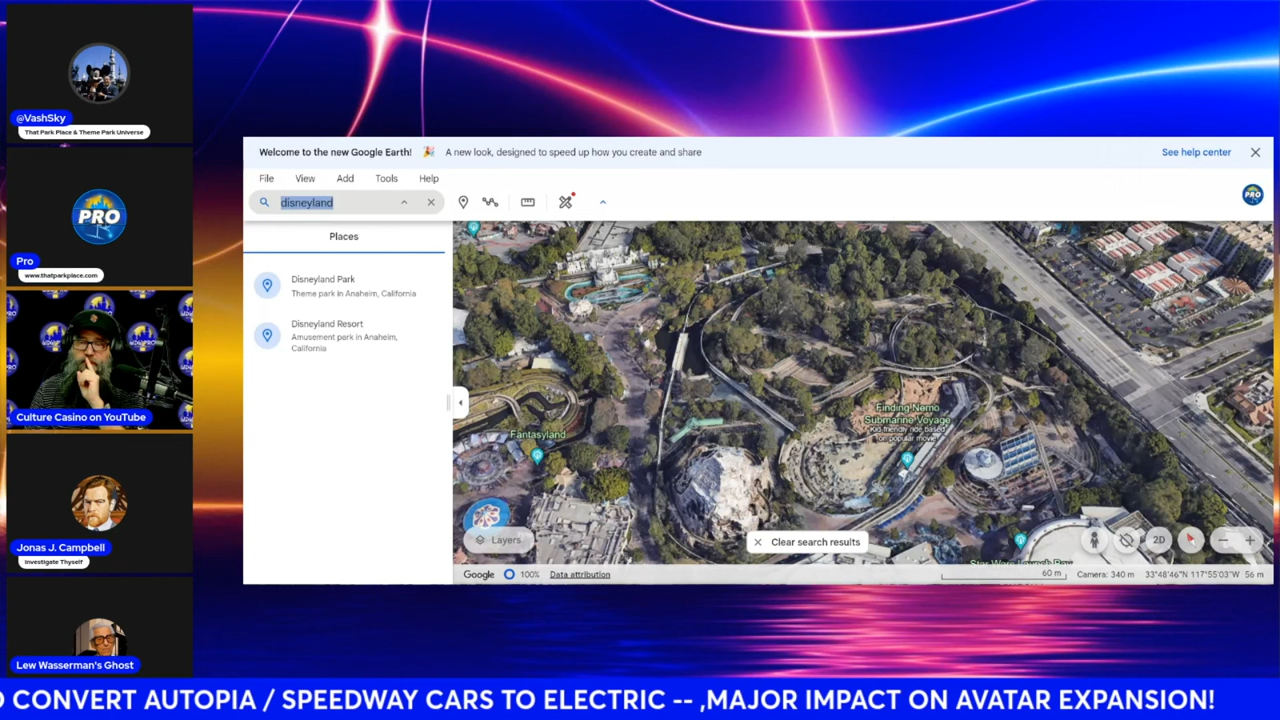 @VashSky
That Park Place & Theme Park Universe
PRO
Pro
www.thatparkplace.com
Culture Casino on YouTube
Jonas J. Campbell
Investigate Thyself
Lew Wasserman's Ghost
Welcome to the new Google Earth! 🎉 A new look, designed to speed up how you create and share
See help center
File View Add Tools Help
disneyland
PRO
Places
Disneyland Park
Theme park in Anaheim, California
Disneyland Resort
Amusement park in Anaheim,
California
Finding Nemo
Submarine Voyage
Kid friendly ride based
on popular movie
Fantasyland
Layers
Clear search results
2D
Star Wars Launch Bay
Google 100% Data attribution
60 m Camera: 340 m 33°48'46"N 117°55'03"W 56 m
CONVERT AUTOPIA / SPEEDWAY CARS TO ELECTRIC -- ,MAJOR IMPACT ON AVATAR EXPANSION!